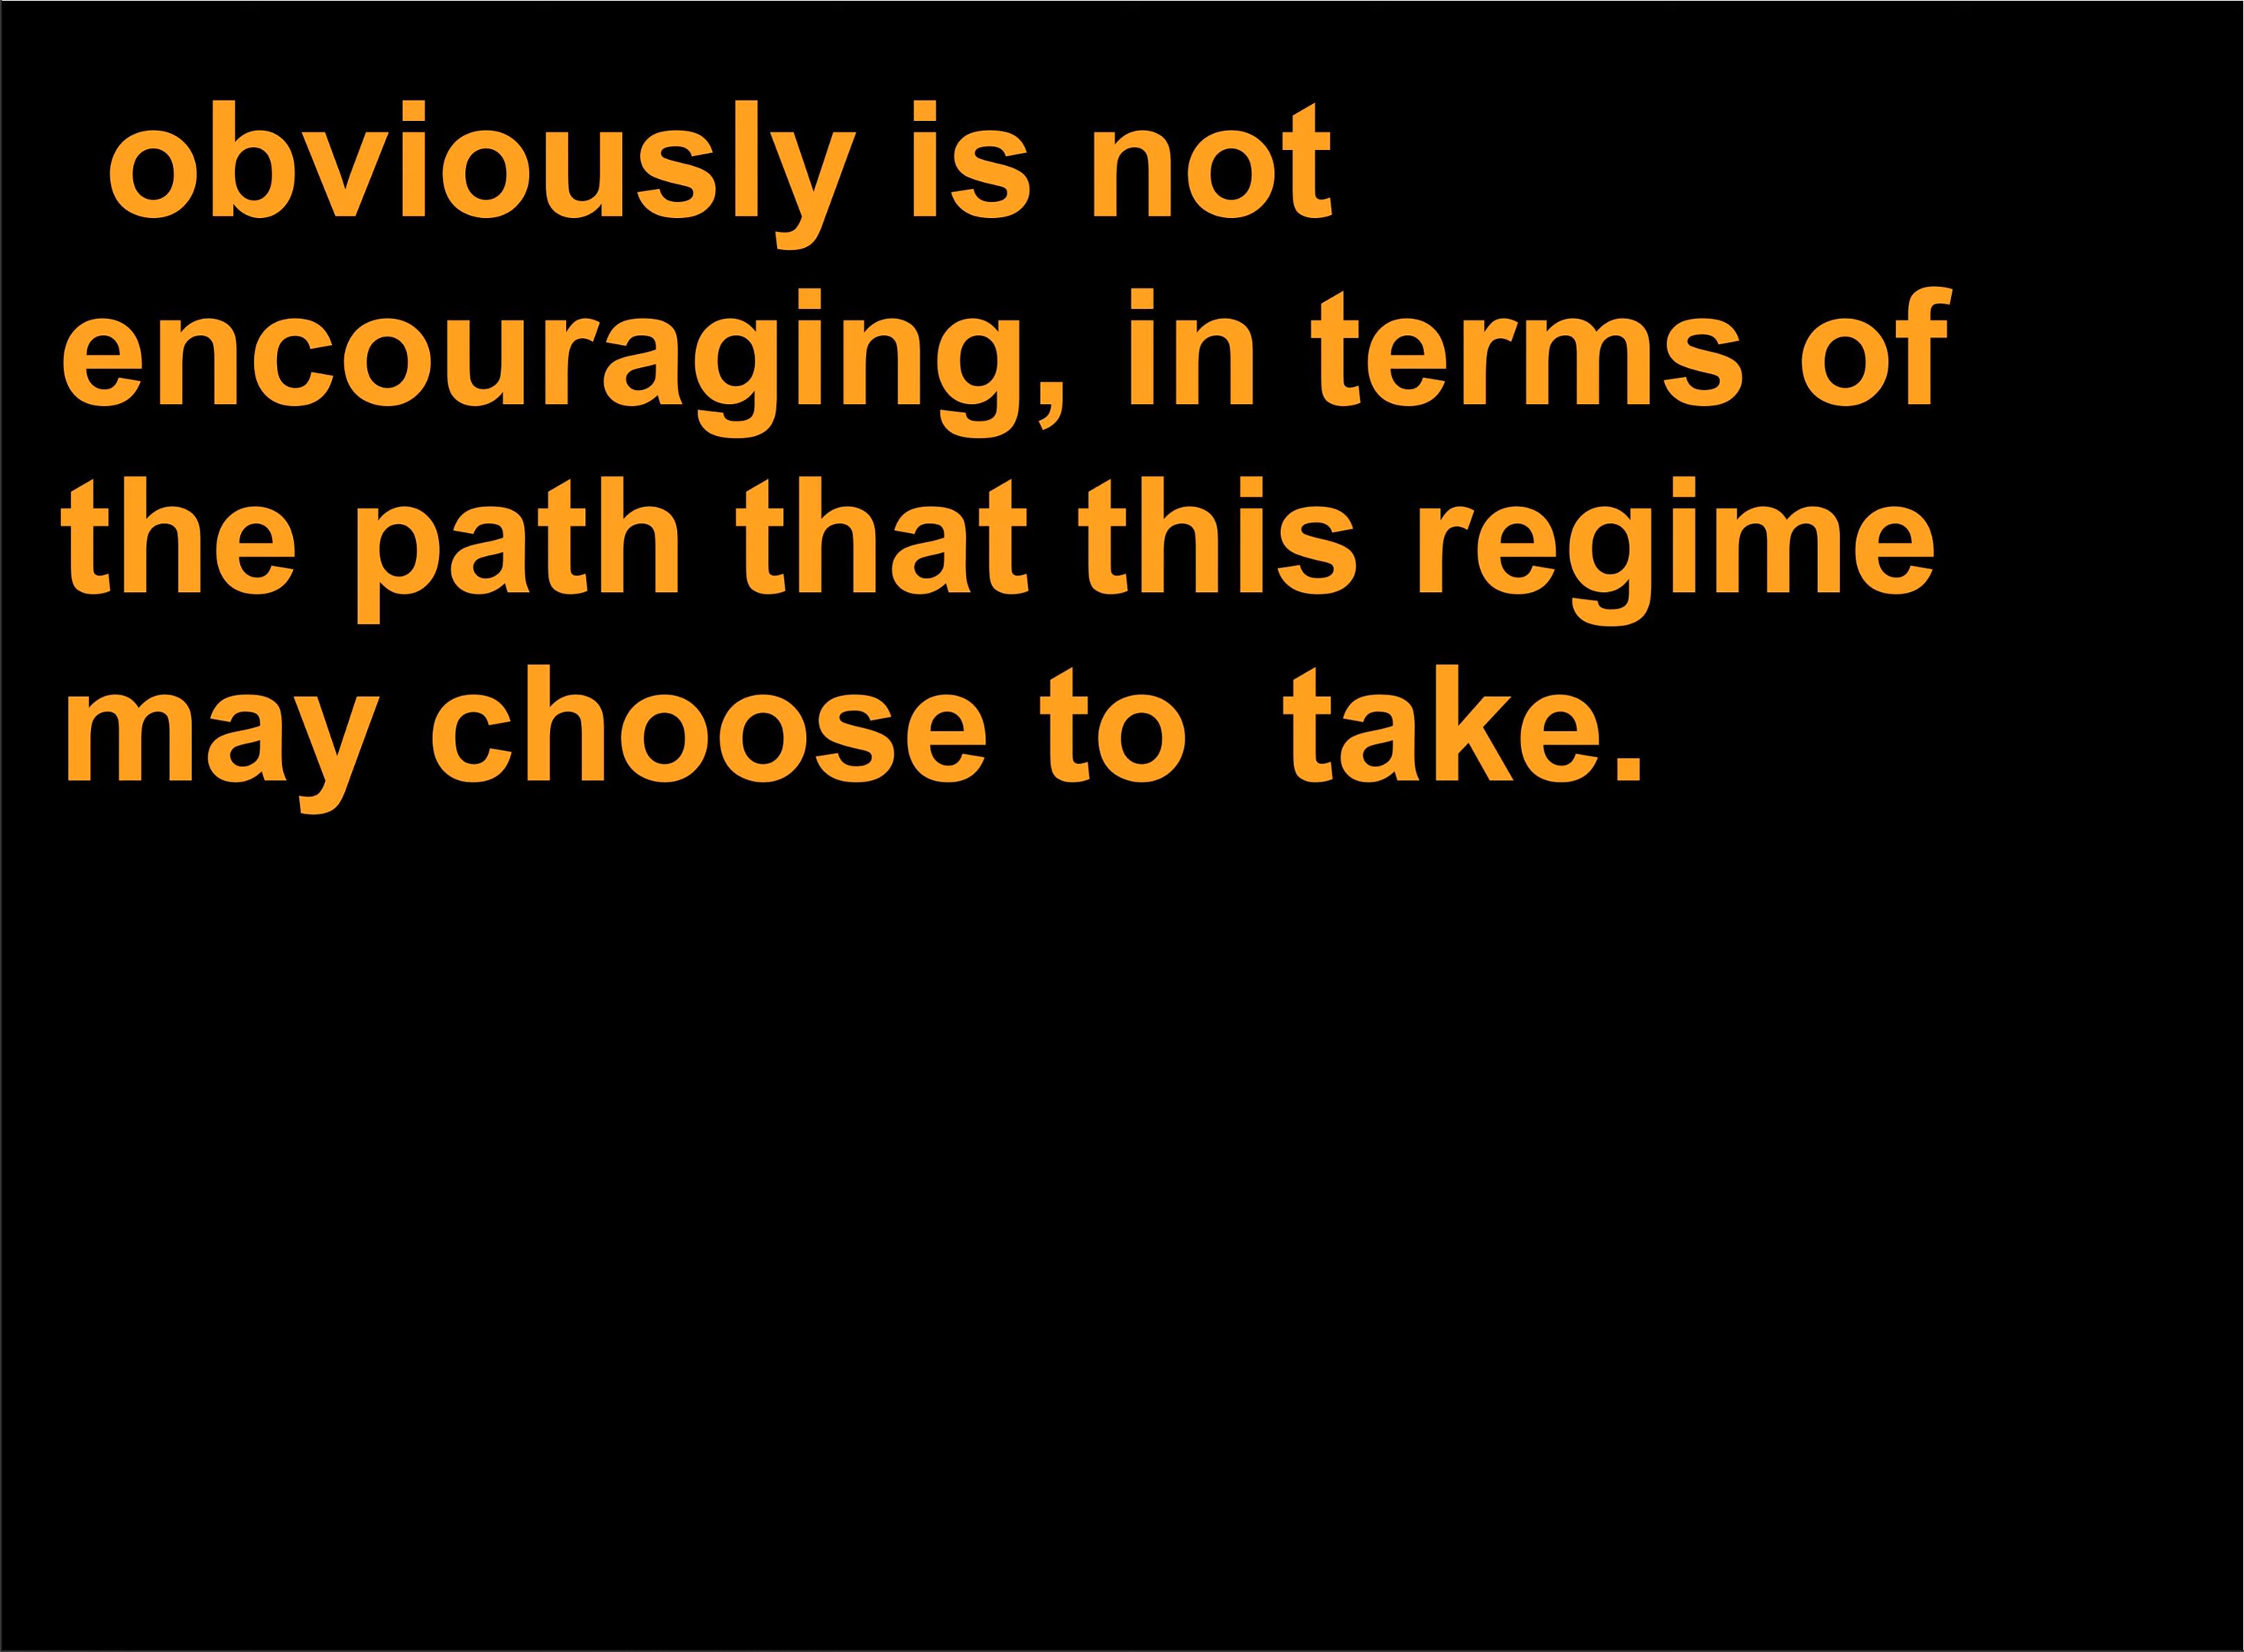 obviously is not
encouraging, in terms of
the path that this regime
may choose to  take.